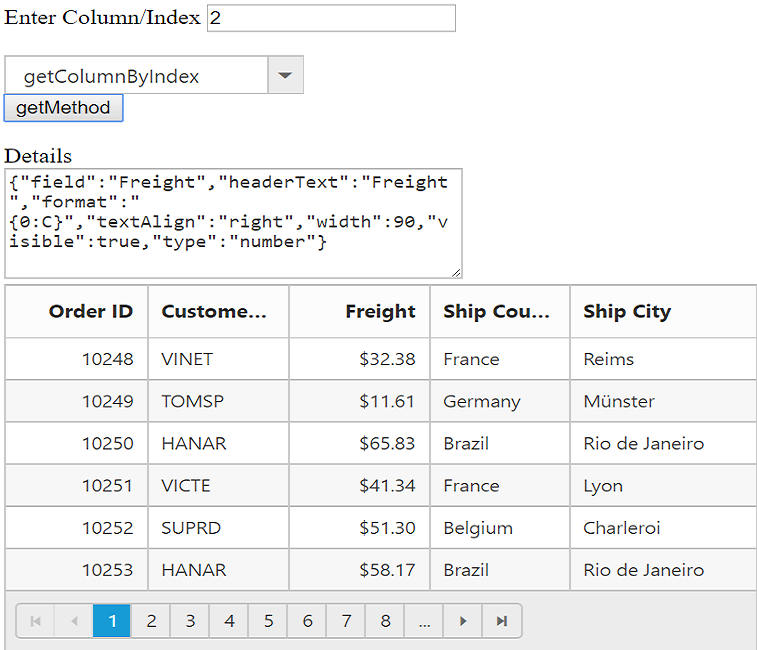 Enter Column/Index 2
getColumnByIndex
getMethod
Details
{"field":"Freight","headerText":"Freight
","format":"
{0:C}","textAlign":"right","width":90,"v
isible":true,"type":"number"}
Order ID Custome... Freight Ship Cou... Ship City
10248 VINET $32.38 France Reims
10249 TOMSP $11.61 Germany Münster
10250 HANAR $65.83 Brazil Rio de Janeiro
10251 VICTE $41.34 France Lyon
10252 SUPRD $51.30 Belgium Charleroi
10253 HANAR $58.17 Brazil Rio de Janeiro
1 2 3 4 5 6 7 8 ...